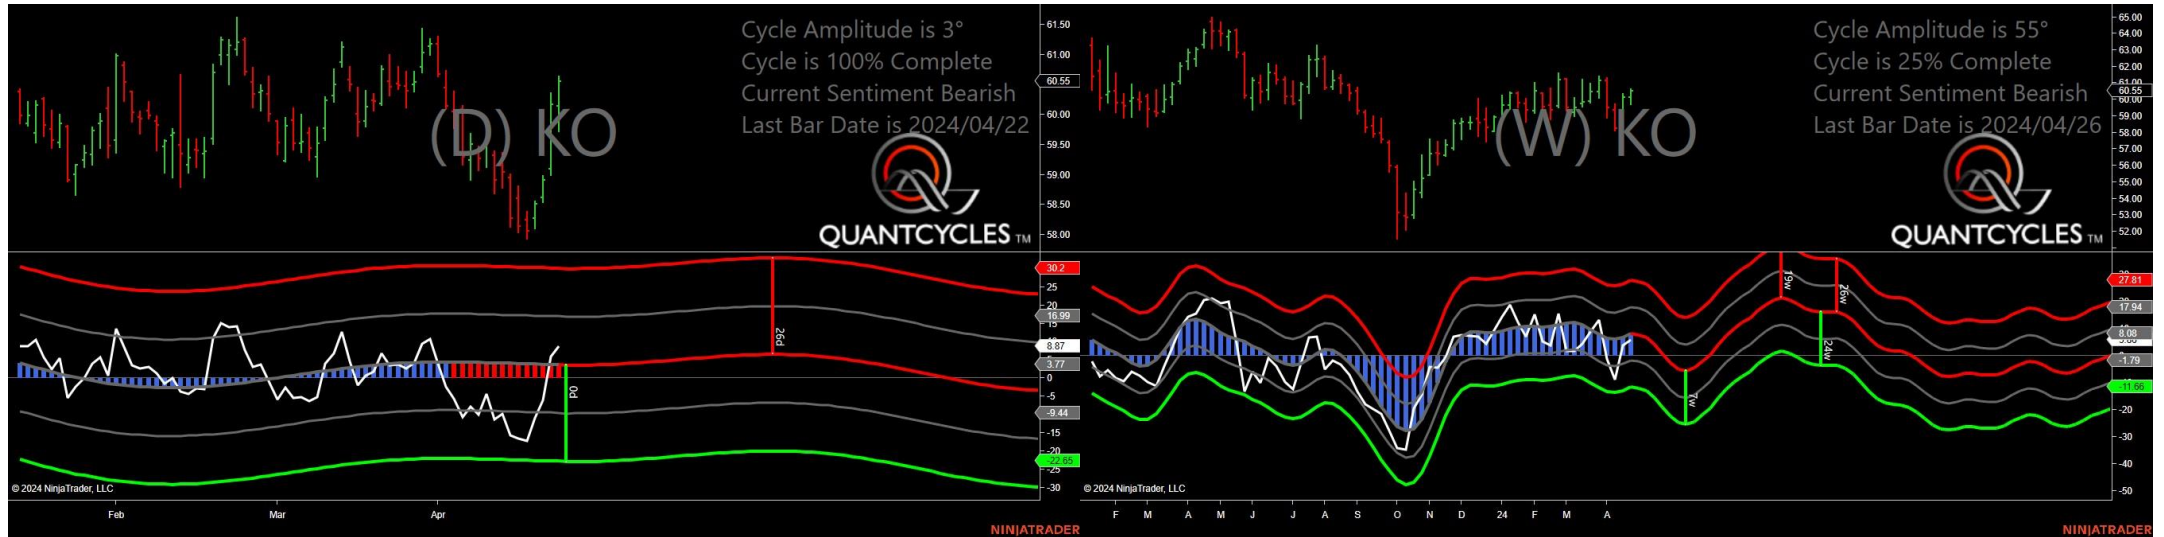 Cycle Amplitude is 3°
Cycle is 100% Complete
Current Sentiment Bearish
Last Bar Date is 2024/04/22
(D) KO
QUANTCYCLES TM
61.50
61.00
60.55
60.00
59.50
59.00
58.50
58.00
30.2
25
20
16.99
15
8.87
3.77
0
-5
-9.44
-15
-20
-22.65
-25
-30
26d
0d
© 2024 NinjaTrader, LLC
Feb Mar Apr
NINJATRADER
Cycle Amplitude is 55°
Cycle is 25% Complete
Current Sentiment Bearish
Last Bar Date is 2024/04/26
(W) KO
QUANTCYCLES TM
65.00
64.00
63.00
62.00
61.00
60.55
60.00
59.00
58.00
57.00
56.00
55.00
54.00
53.00
52.00
27.81
17.94
8.08
-1.79
-11.66
-20
-30
-40
-50
19w
26w
24w
7w
© 2024 NinjaTrader, LLC
F M A M J J A S O N D 24 F M A
NINJATRADER